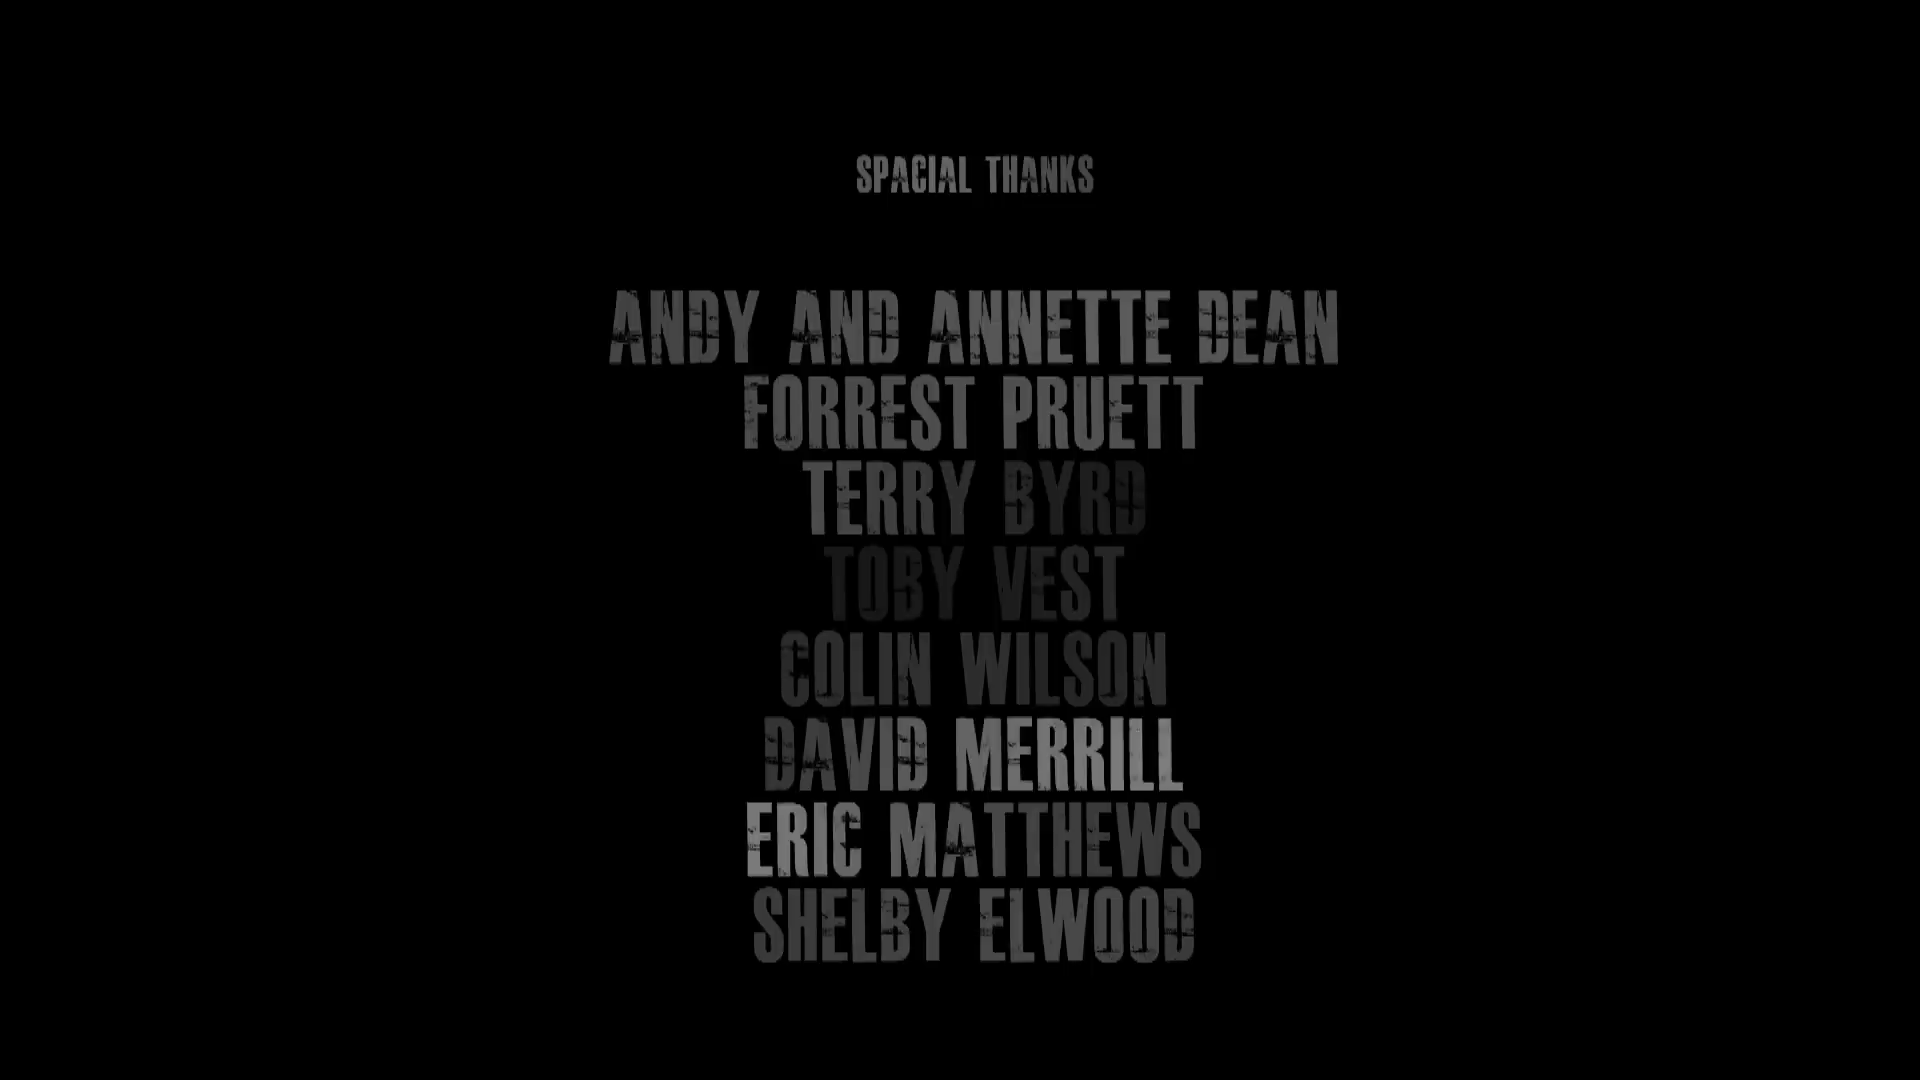 SPACIAL THANKS
ANDY AND ANNETTE DEAN
FORREST PRUETT
TERRY BYRD
TOBY VEST
COLIN WILSON
DAVID MERRILL
ERIC MATTHEWS
SHELBY ELWOOD